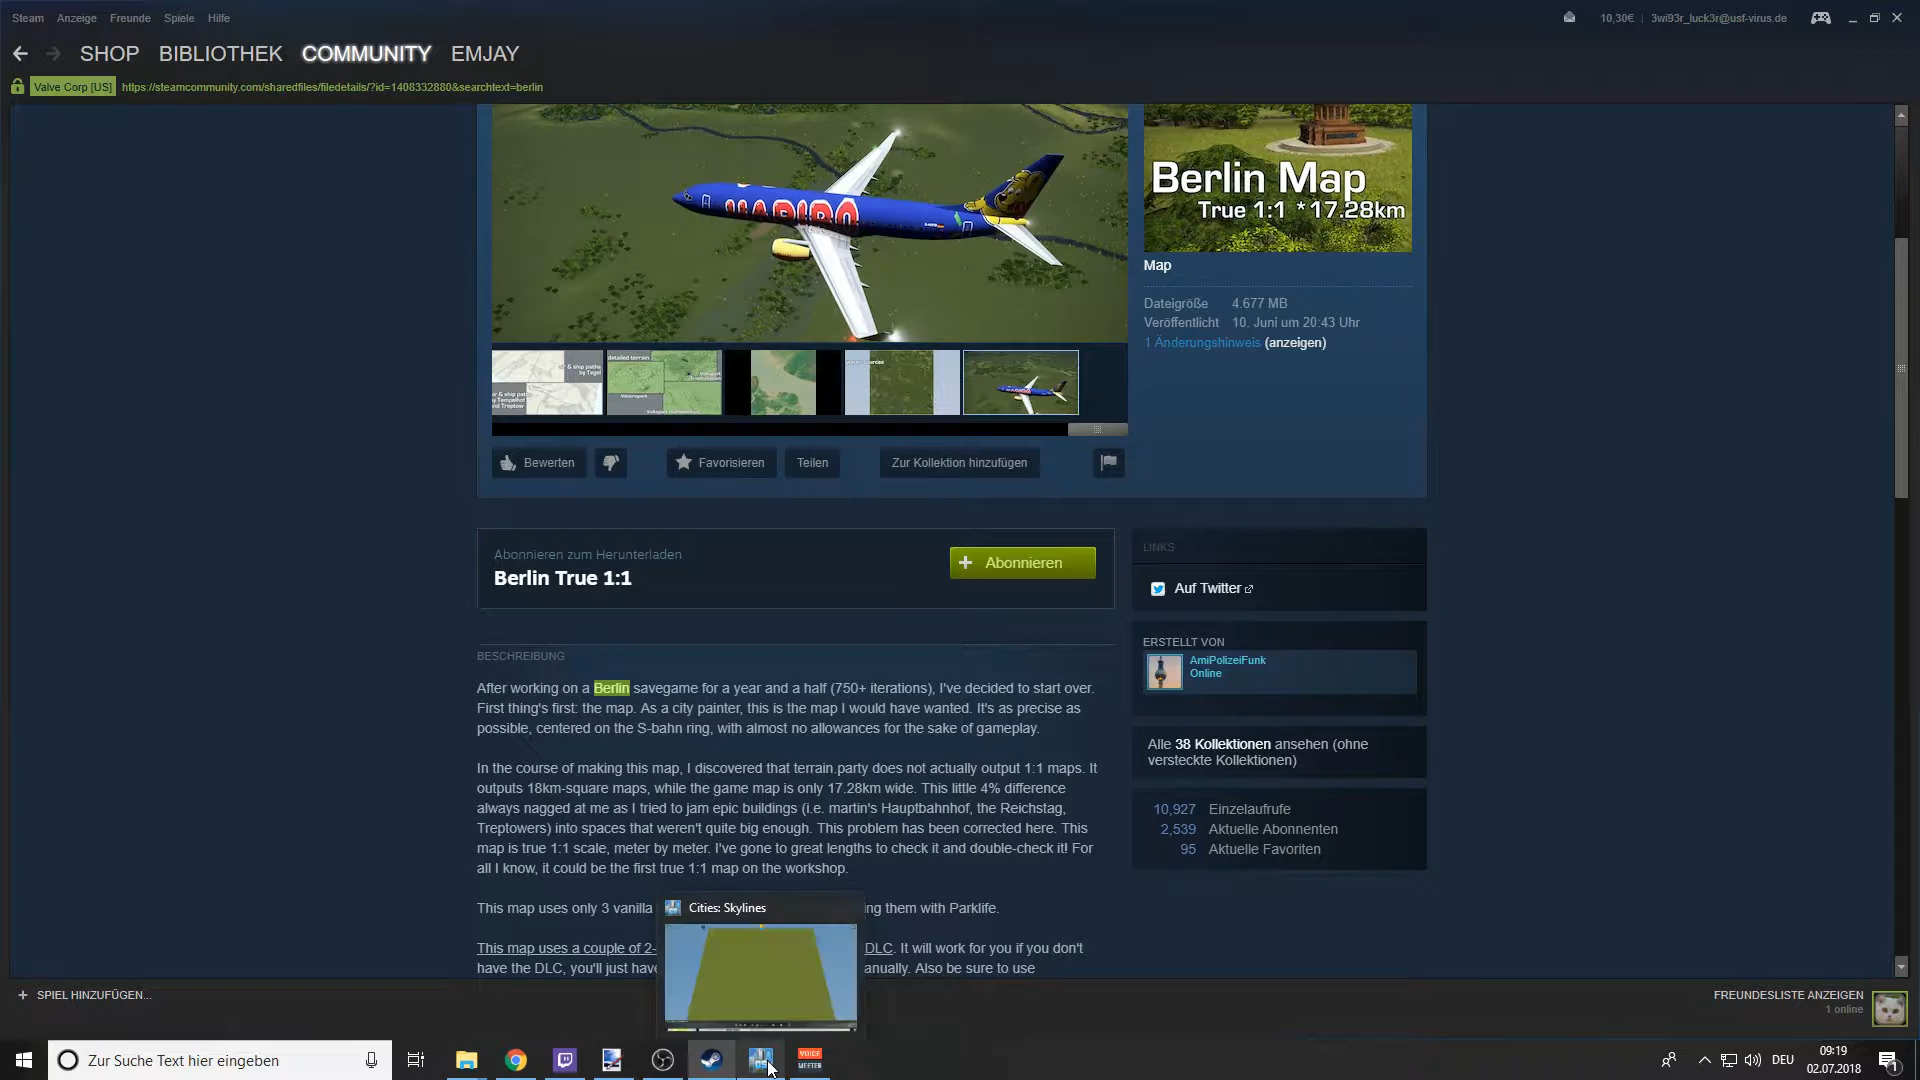 Steam Anzeige Freunde Spiele Hilfe
10,30€ | 3wi93r_luck3r@usf-virus.de
SHOP BIBLIOTHEK COMMUNITY EMJAY
Valve Corp [US] https://steamcommunity.com/sharedfiles/filedetails/?id=1408332880&searchtext=berlin
HARIBO
Berlin Map
True 1:1 *17.28km
Map
Dateigröße 4.677 MB
Veröffentlicht 10. Juni um 20:43 Uhr
1 Änderungshinweis (anzeigen)
& ship paths
by Tegel
by Tempelhof
and Treptow
detailed terrain
Viktoriapark
Bewerten
Favorisieren
Teilen
Zur Kollektion hinzufügen
Abonnieren zum Herunterladen
Berlin True 1:1
Abonnieren
LINKS
Auf Twitter
ERSTELLT VON
AmiPolizeiFunk
Online
Alle 38 Kollektionen ansehen (ohne
versteckte Kollektionen)
10,927 Einzelaufrufe
2,539 Aktuelle Abonnenten
95 Aktuelle Favoriten
BESCHREIBUNG
After working on a Berlin savegame for a year and a half (750+ iterations), I've decided to start over.
First thing's first: the map. As a city painter, this is the map I would have wanted. It's as precise as
possible, centered on the S-bahn ring, with almost no allowances for the sake of gameplay.
In the course of making this map, I discovered that terrain.party does not actually output 1:1 maps. It
outputs 18km-square maps, while the game map is only 17.28km wide. This little 4% difference
always nagged at me as I tried to jam epic buildings (i.e. martin's Hauptbahnhof, the Reichstag,
Treptowers) into spaces that weren't quite big enough. This problem has been corrected here. This
map is true 1:1 scale, meter by meter. I've gone to great lengths to check it and double-check it! For
all I know, it could be the first true 1:1 map on the workshop.
This map uses only 3 vanilla ing them with Parklife.
This map uses a couple of 2- DLC. It will work for you if you don't
have the DLC, you'll just have anually. Also be sure to use
Cities: Skylines
SPIEL HINZUFÜGEN...
FREUNDESLISTE ANZEIGEN
1 online
Zur Suche Text hier eingeben
VOICE
MEETER
DEU
09:19
02.07.2018
1